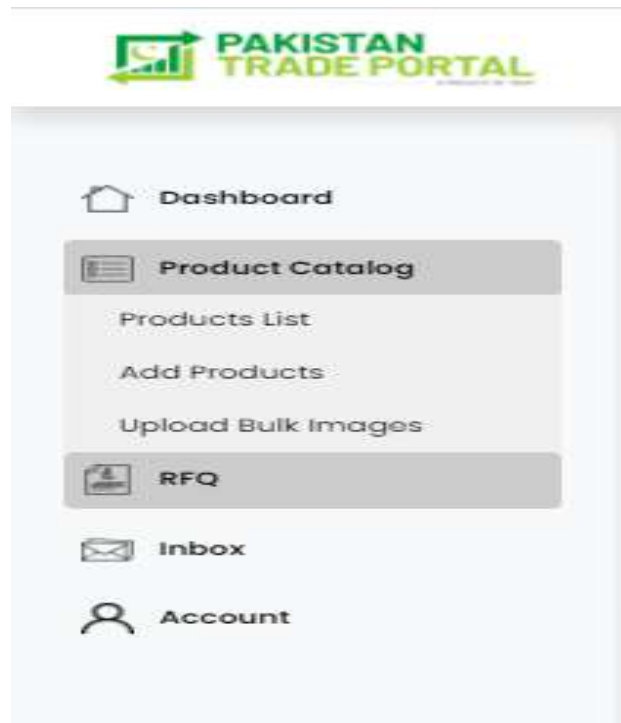 PAKISTAN
TRADE PORTAL
Dashboard
Product Catalog
Products List
Add Products
Upload Bulk Images
RFQ
Inbox
Account